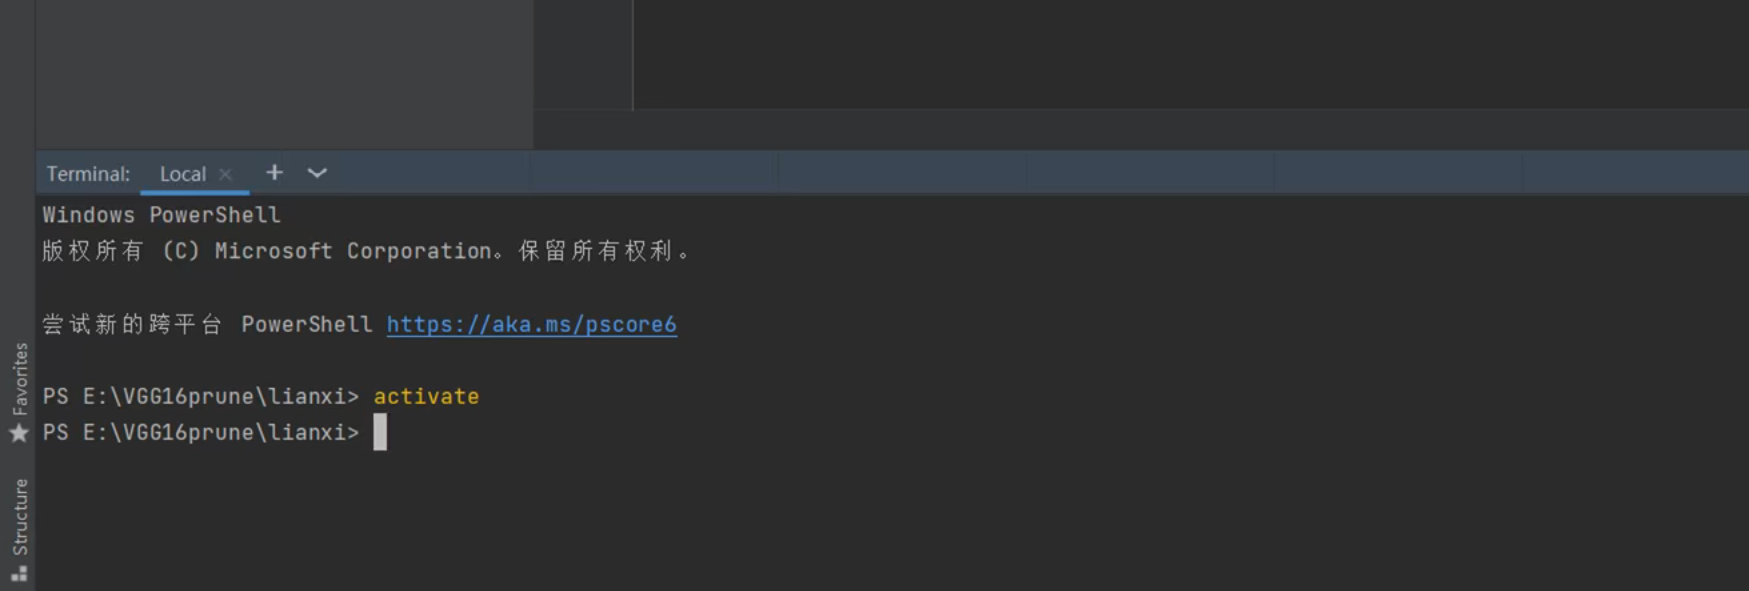 Terminal: Local
Windows PowerShell
版权所有 (C) Microsoft Corporation。保留所有权利。
尝试新的跨平台 PowerShell https://aka.ms/pscore6
PS E:\VGG16prune\lianxi> activate
PS E:\VGG16prune\lianxi>
Favorites
Structure